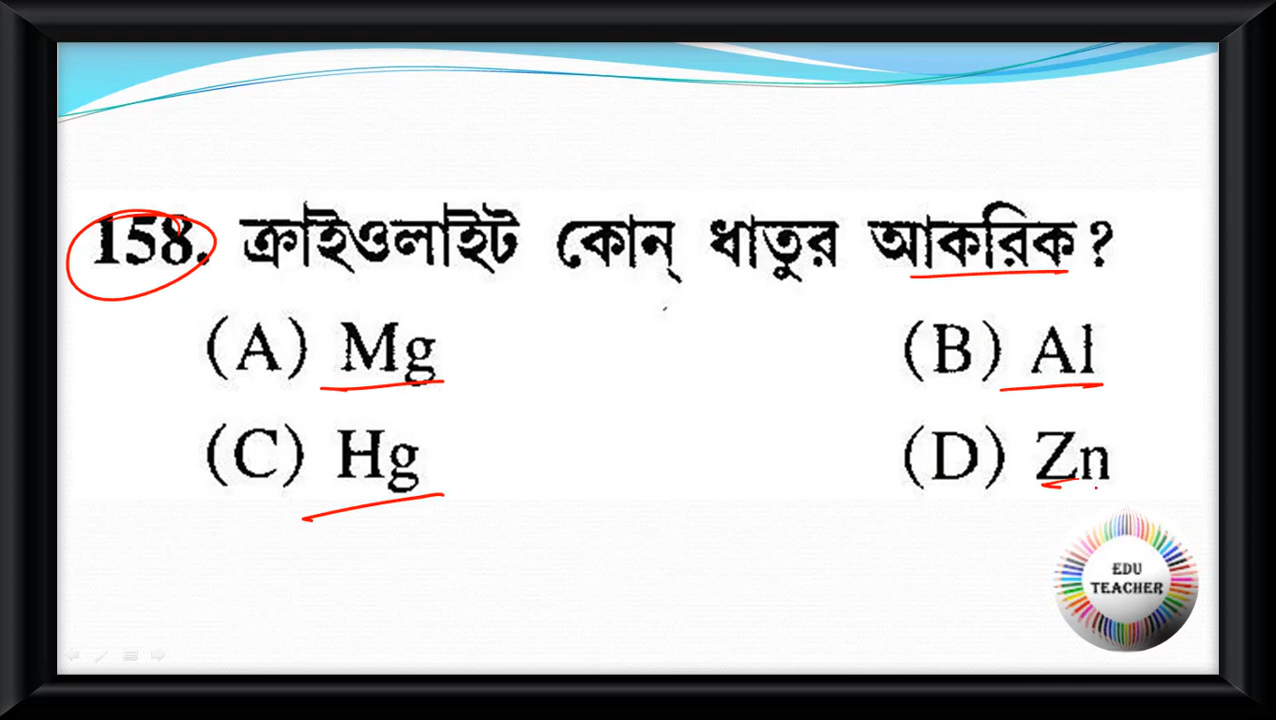 158. ক্রাইওলাইট কোন্ ধাতুর আকরিক ?
(A) Mg (B) Al
(C) Hg (D) Zn
EDU
TEACHER